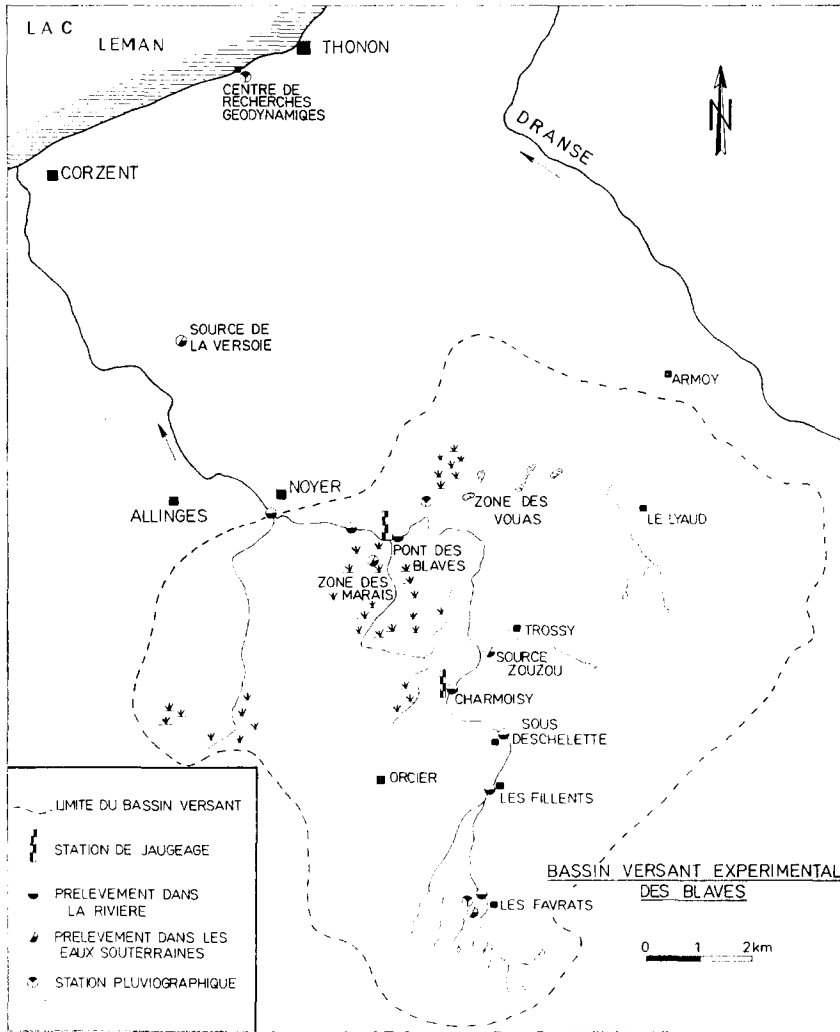 LAC
LEMAN
THONON
CENTRE DE
RECHERCHES
GEODYNAMIQES
DRANSE
N
CORZENT
SOURCE DE
LA VERSOIE
ARMOY
NOYER
ALLINGES
ZONE DES
VOUAS
LE LYAUD
PONT DES
BLAVES
ZONE DES
MARAIS
TROSSY
SOURCE
ZOUZOU
CHARMOISY
SOUS
DESCHELETTE
ORCIER
LES FILLENTS
LES FAVRATS
LIMITE DU BASSIN VERSANT
STATION DE JAUGEAGE
PRELEVEMENT DANS
LA RIVIERE
PRELEVEMENT DANS LES
EAUX SOUTERRAINES
STATION PLUVIOGRAPHIQUE
BASSIN VERSANT EXPERIMENTAL
DES BLAVES
0 1 2km